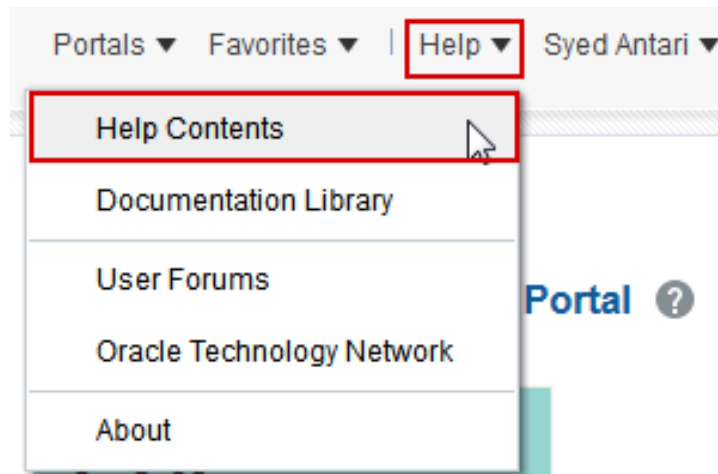 Portals ▼ Favorites ▼ | Help ▼ Syed Antari ▼
Help Contents
Documentation Library
User Forums
Portal ?
Oracle Technology Network
About